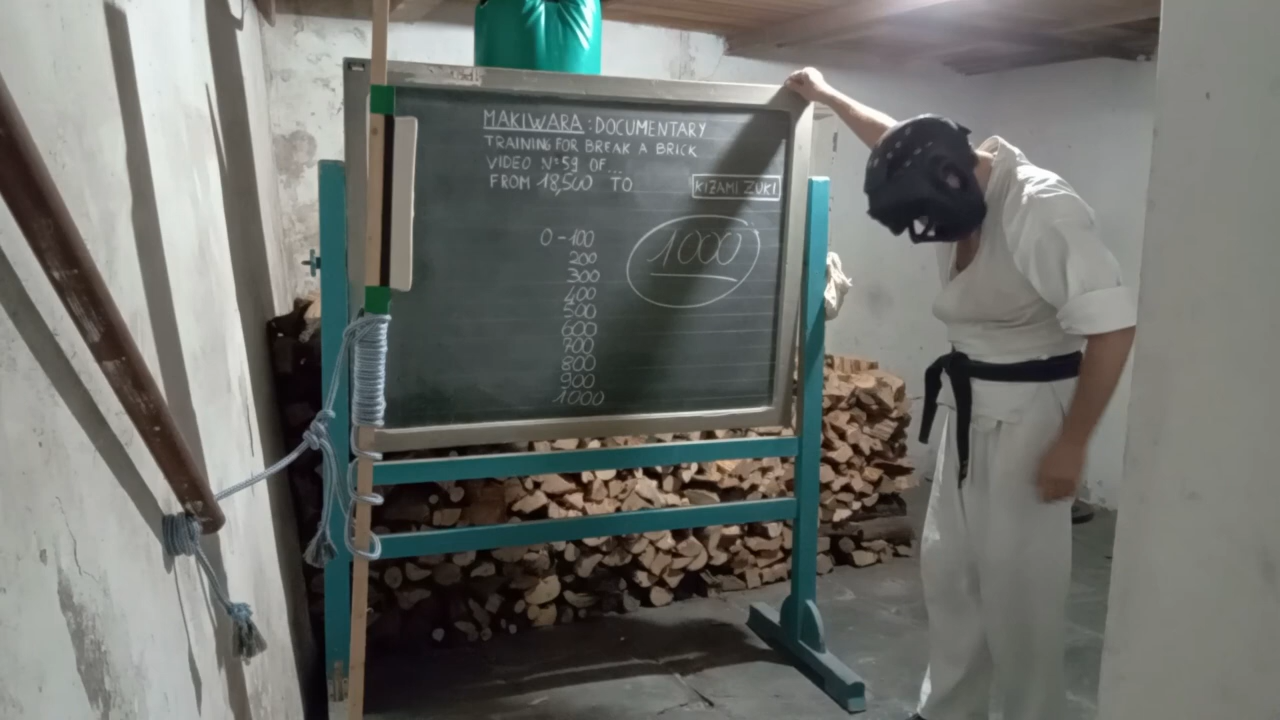 MAKIWARA : DOCUMENTARY
TRAINING FOR BREAK A BRICK
VIDEO Nº 59 OF...
FROM 18,500 TO
KIZAMI ZUKI
0-100
200
300
400
500
600
700
800
900
1000
1000